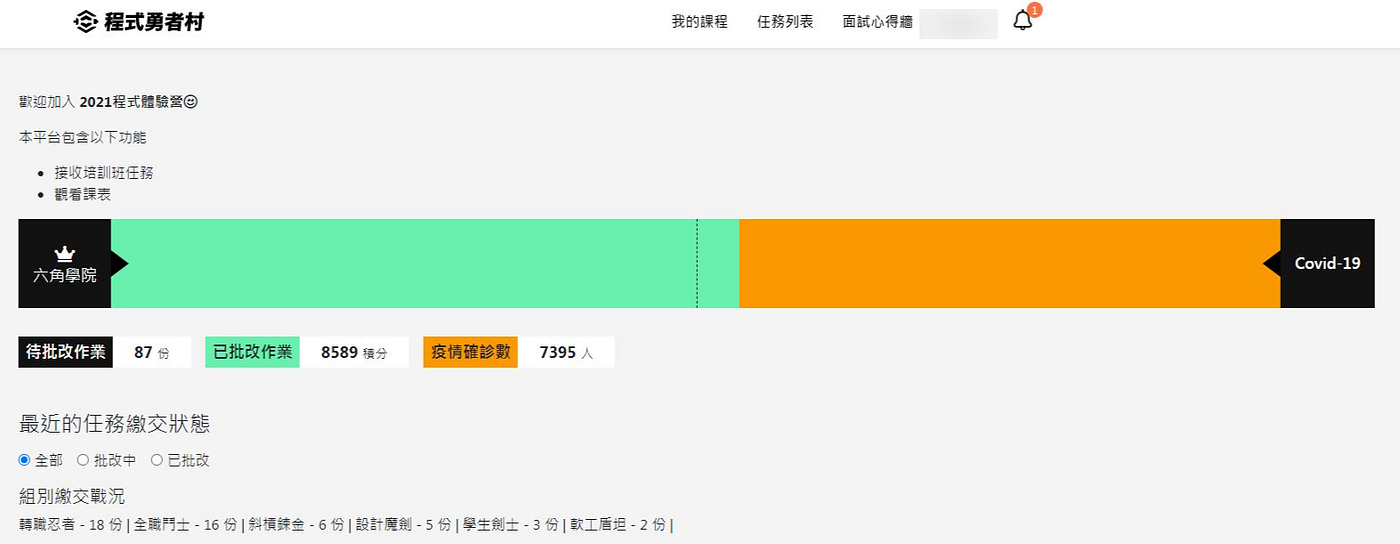 程式勇者村 我的課程 任務列表 面試心得牆 1
歡迎加入 2021程式體驗營😍
本平台包含以下功能
• 接收培訓班任務
• 觀看課表
六角學院 Covid-19
待批改作業 87 份 已批改作業 8589 積分 疫情確診數 7395 人
最近的任務繳交狀態
全部 批改中 已批改
組別繳交戰況
轉職忍者 - 18 份 | 全職鬥士 - 16 份 | 斜槓鍊金 - 6 份 | 設計魔劍 - 5 份 | 學生劍士 - 3 份 | 軟工盾坦 - 2 份 |